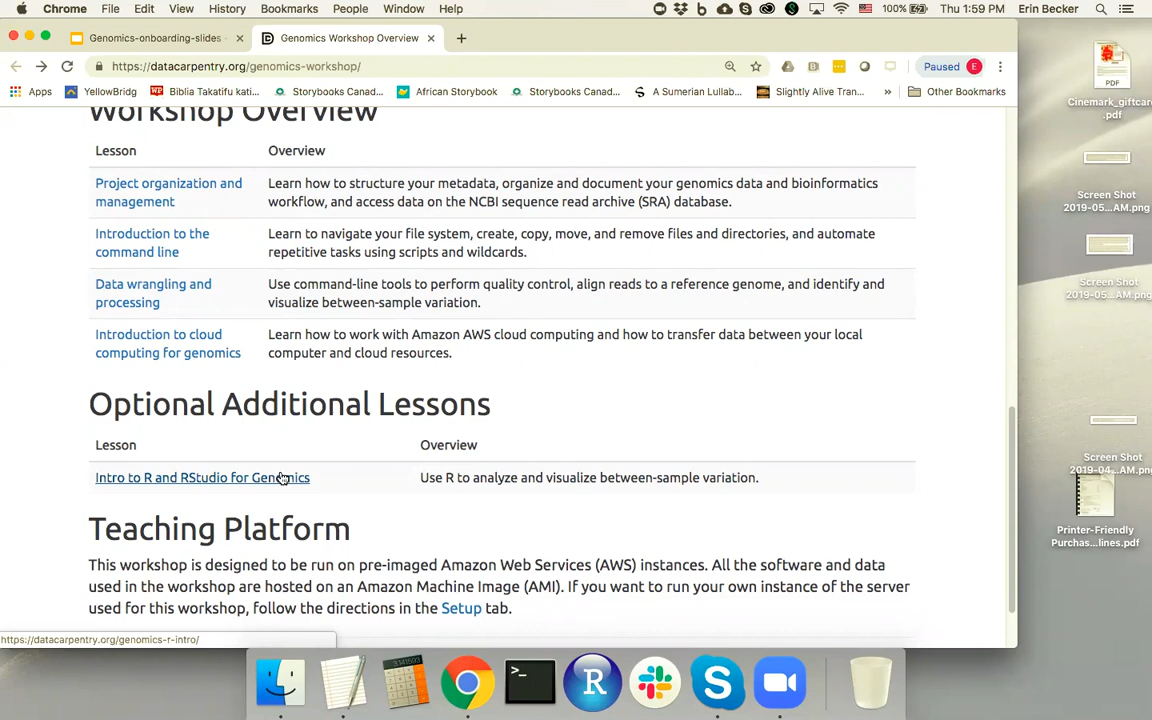 Chrome File Edit View History Bookmarks People Window Help 100% Thu 1:59 PM Erin Becker
Genomics-onboarding-slides Genomics Workshop Overview
https://datacarpentry.org/genomics-workshop/ Paused E
Apps YellowBridg Biblia Takatifu kati... Storybooks Canad... African Storybook Storybooks Canad... A Sumerian Lullab... Slightly Alive Tran... » Other Bookmarks
Workshop Overview
Lesson Overview
Project organization and management
Learn how to structure your metadata, organize and document your genomics data and bioinformatics
workflow, and access data on the NCBI sequence read archive (SRA) database.
Introduction to the command line
Learn to navigate your file system, create, copy, move, and remove files and directories, and automate
repetitive tasks using scripts and wildcards.
Data wrangling and processing
Use command-line tools to perform quality control, align reads to a reference genome, and identify and
visualize between-sample variation.
Introduction to cloud computing for genomics
Learn how to work with Amazon AWS cloud computing and how to transfer data between your local
computer and cloud resources.
Optional Additional Lessons
Lesson Overview
Intro to R and RStudio for Genomics Use R to analyze and visualize between-sample variation.
Teaching Platform
This workshop is designed to be run on pre-imaged Amazon Web Services (AWS) instances. All the software and data
used in the workshop are hosted on an Amazon Machine Image (AMI). If you want to run your own instance of the server
used for this workshop, follow the directions in the Setup tab.
https://datacarpentry.org/genomics-r-intro/
PDF
Cinemark_giftcar
.pdf
Screen Shot
2019-05...AM.png
Screen Shot
2019-05...AM.png
Screen Shot
2019-04...AM.png
Printer-Friendly
Purchas...lines.pdf
3.141593
>_
R
S